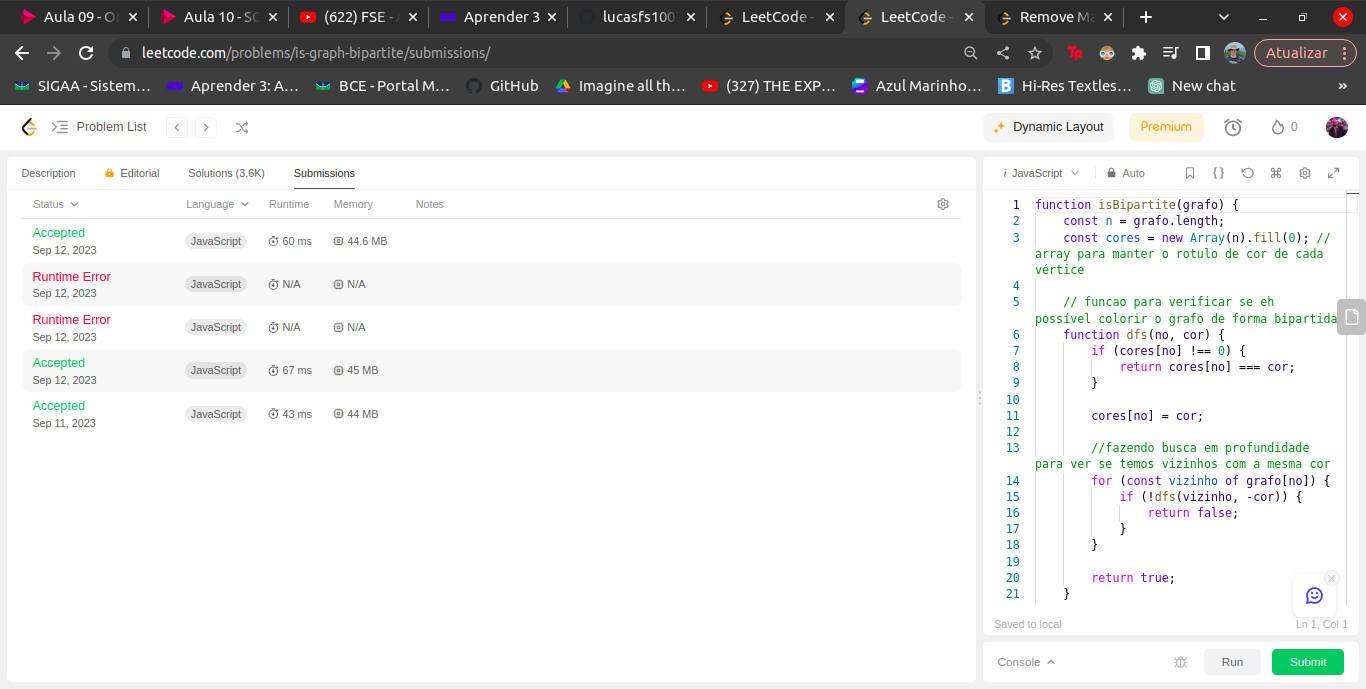 Aula 09 - O
Aula 10 - SC
(622) FSE - A
Aprender 3
lucasfs100
LeetCode -
LeetCode -
Remove Ma
leetcode.com/problems/is-graph-bipartite/submissions/
Atualizar
SIGAA - Sistem...
Aprender 3: A...
BCE - Portal M...
GitHub
Imagine all th...
(327) THE EXP...
Azul Marinho...
Hi-Res Textles...
New chat
»
Problem List
Dynamic Layout
Premium
0
Description
Editorial
Solutions (3.6K)
Submissions
Status
Language
Runtime
Memory
Notes
Accepted
Sep 12, 2023
JavaScript
60 ms
44.6 MB
Runtime Error
Sep 12, 2023
JavaScript
N/A
N/A
Runtime Error
Sep 12, 2023
JavaScript
N/A
N/A
Accepted
Sep 12, 2023
JavaScript
67 ms
45 MB
Accepted
Sep 11, 2023
JavaScript
43 ms
44 MB
i JavaScript
Auto
1 function isBipartite(grafo) {
2 const n = grafo.length;
3 const cores = new Array(n).fill(0); //
array para manter o rotulo de cor de cada
vértice
4
5 // funcao para verificar se eh
possível colorir o grafo de forma bipartida
6 function dfs(no, cor) {
7 if (cores[no] !== 0) {
8 return cores[no] === cor;
9 }
10
11 cores[no] = cor;
12
13 //fazendo busca em profundidade
para ver se temos vizinhos com a mesma cor
14 for (const vizinho of grafo[no]) {
15 if (!dfs(vizinho, -cor)) {
16 return false;
17 }
18 }
19
20 return true;
21 }
Saved to local
Ln 1, Col 1
Console
Run
Submit